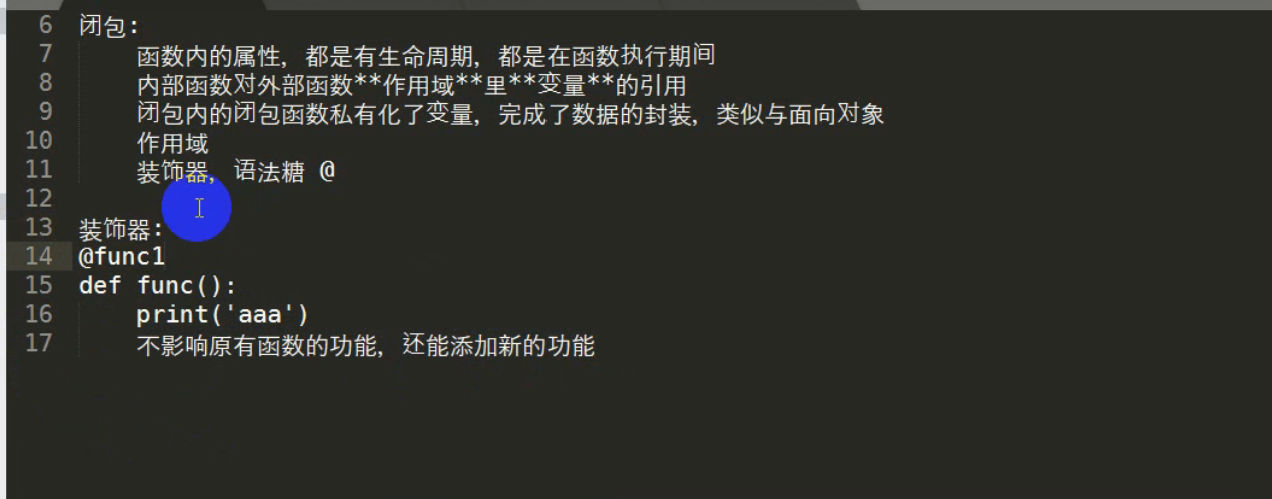 6 闭包:
7 函数内的属性, 都是有生命周期, 都是在函数执行期间
8 内部函数对外部函数**作用域**里**变量**的引用
9 闭包内的闭包函数私有化了变量, 完成了数据的封装, 类似与面向对象
10 作用域
11 装饰器, 语法糖 @
12
13 装饰器:
14 @func1
15 def func():
16 print('aaa')
17 不影响原有函数的功能, 还能添加新的功能